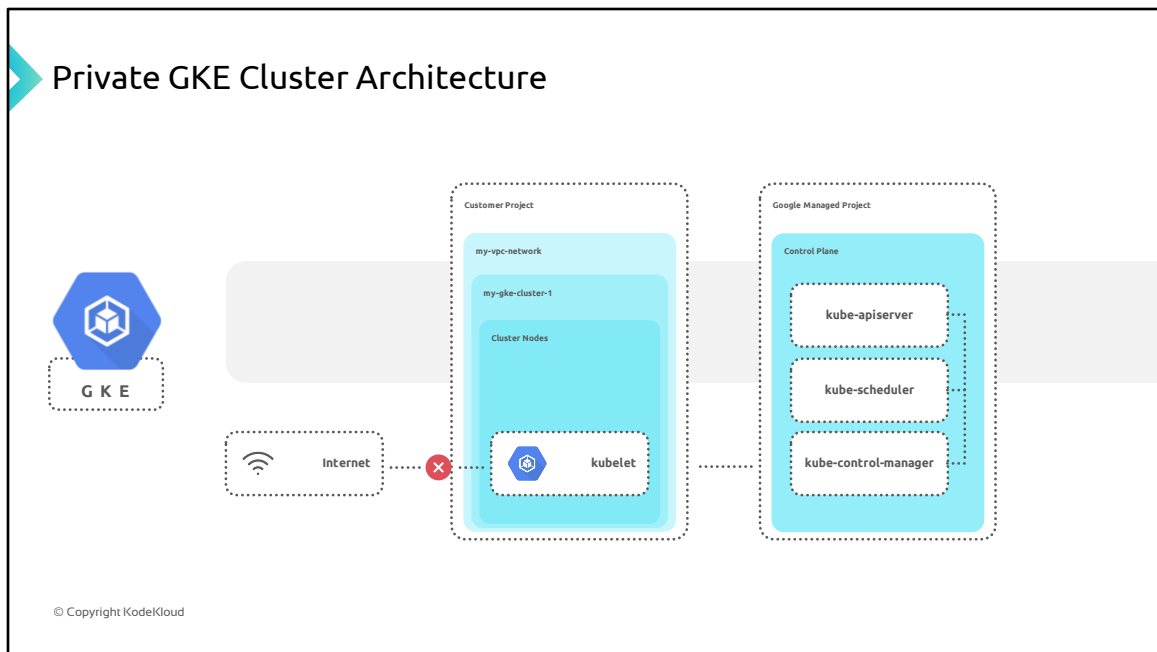 Private GKE Cluster Architecture
Customer Project
my-vpc-network
my-gke-cluster-1
Cluster Nodes
Google Managed Project
Control Plane
kube-apiserver
kube-scheduler
kube-control-manager
G K E
Internet
kubelet
© Copyright KodeKloud